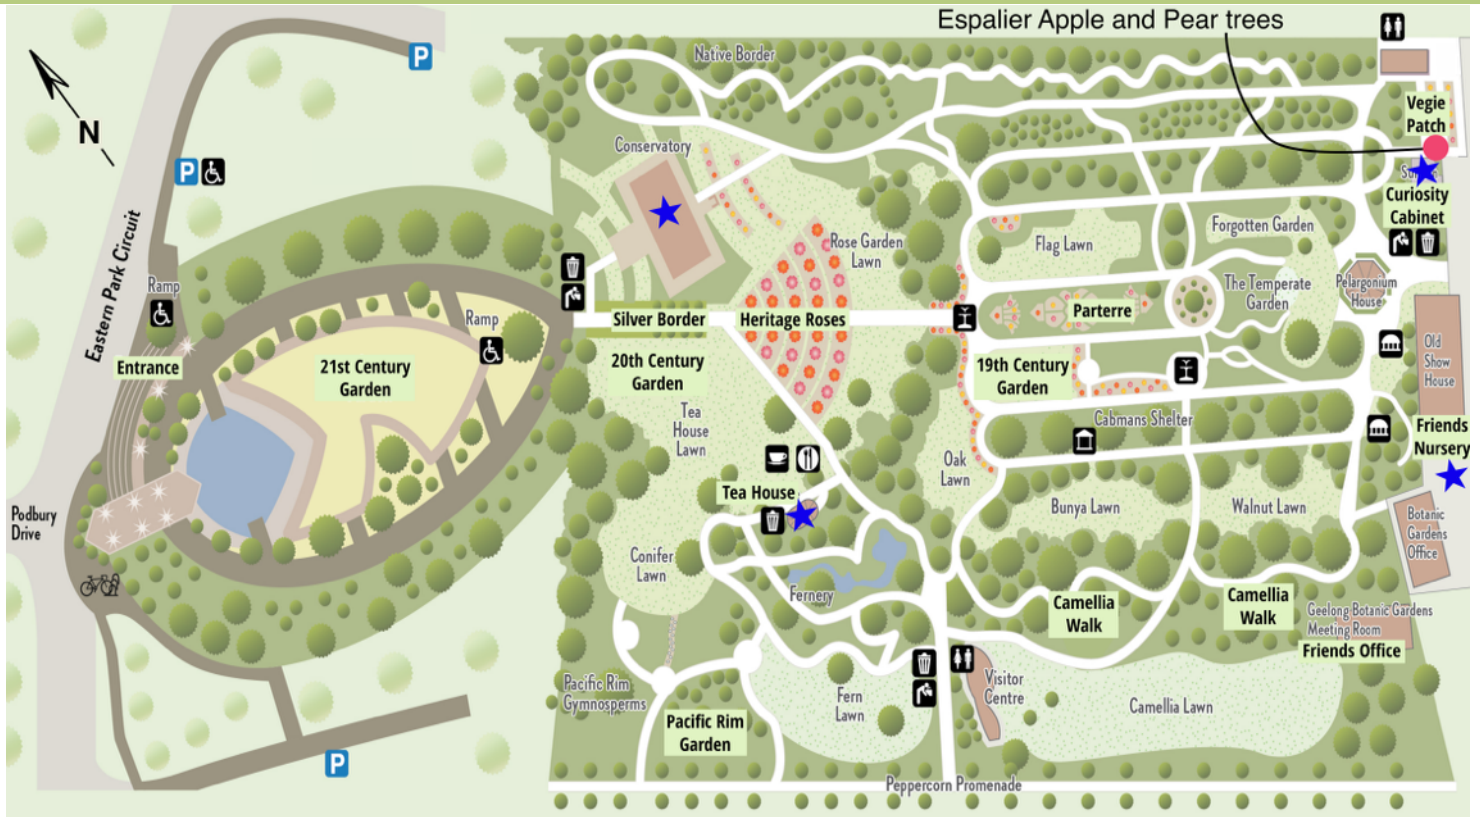 Espalier Apple and Pear trees
Native Border
P
N
Vegie
Patch
Conservatory
P
Curiosity
Cabinet
Eastern Park Circuit
Forgotten Garden
Rose Garden
Lawn
Flag Lawn
Ramp
The Temperate
Garden
Pelargonium
House
Ramp
Silver Border
Heritage Roses
Parterre
Entrance
21st Century
Garden
20th Century
Garden
19th Century
Garden
Old
Show
House
Tea
House
Lawn
Cabmans Shelter
Friends
Nursery
Oak
Lawn
Tea House
Bunya Lawn
Walnut Lawn
Podbury
Drive
Botanic
Gardens
Office
Conifer
Lawn
Fernery
Camellia
Walk
Camellia
Walk
Geelong Botanic Gardens
Meeting Room
Friends Office
Pacific Rim
Gymnosperms
Fern
Lawn
Visitor
Centre
Camellia Lawn
Pacific Rim
Garden
P
Peppercorn Promenade